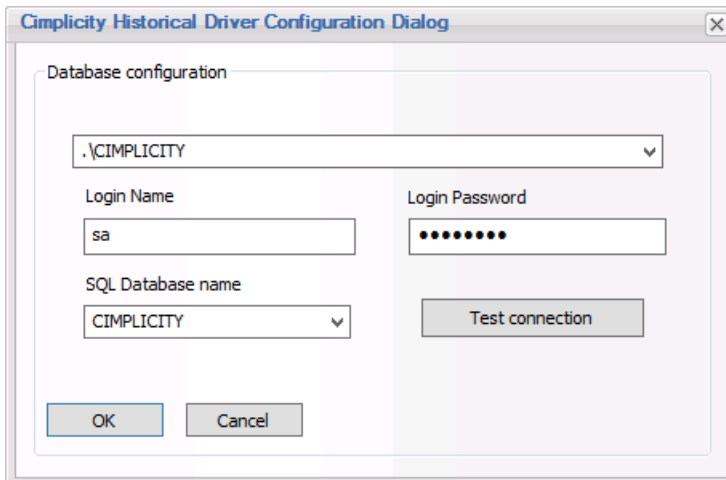 Cimplicity Historical Driver Configuration Dialog
Database configuration
.\CIMPLICITY
Login Name
Login Password
sa
●●●●●●●●
SQL Database name
CIMPLICITY
Test connection
OK
Cancel